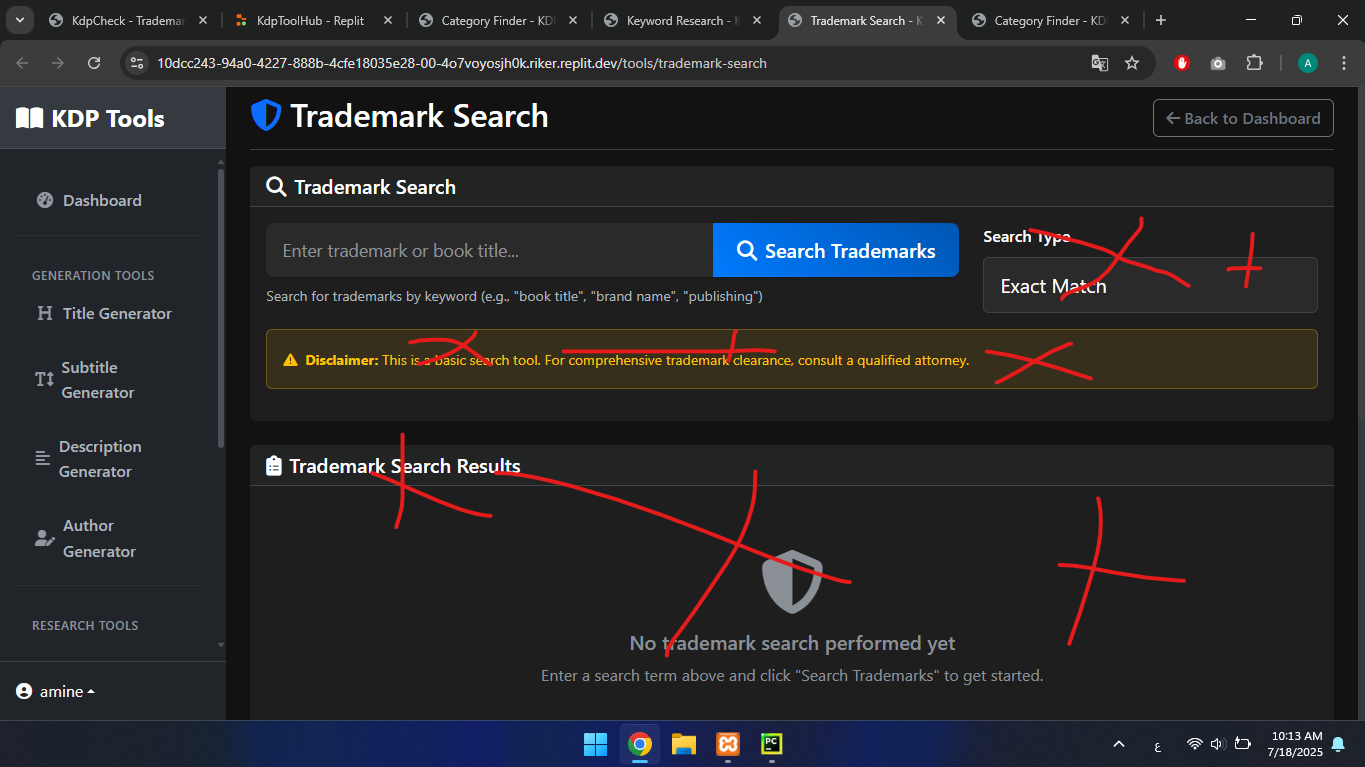 KdpCheck - Trademar
KdpToolHub - Replit
Category Finder - KD
Keyword Research - K
Trademark Search - K
Category Finder - KD
10dcc243-94a0-4227-888b-4cfe18035e28-00-4o7voyosjh0k.riker.replit.dev/tools/trademark-search
A
KDP Tools
Dashboard
GENERATION TOOLS
Title Generator
Subtitle
Generator
Description
Generator
Author
Generator
RESEARCH TOOLS
amine
Trademark Search
Back to Dashboard
Trademark Search
Enter trademark or book title...
Search Trademarks
Search for trademarks by keyword (e.g., "book title", "brand name", "publishing")
Search Type
Exact Match
Disclaimer: This is a basic search tool. For comprehensive trademark clearance, consult a qualified attorney.
Trademark Search Results
No trademark search performed yet
Enter a search term above and click "Search Trademarks" to get started.
PC
ع
10:13 AM
7/18/2025